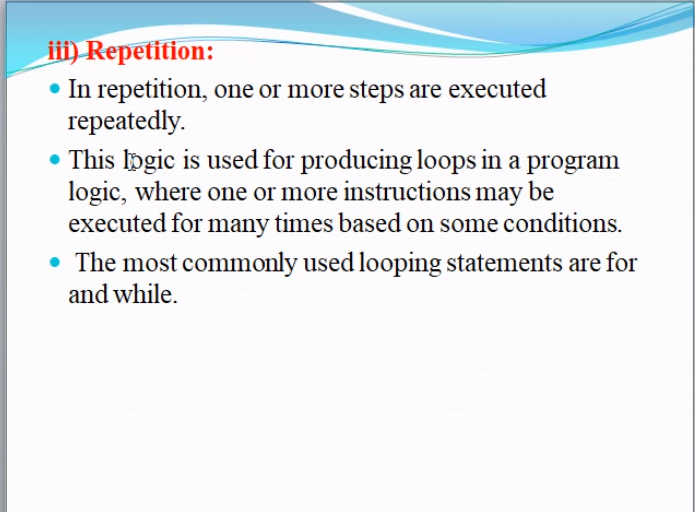 iii) Repetition:
• In repetition, one or more steps are executed
repeatedly.
• This logic is used for producing loops in a program
logic, where one or more instructions may be
executed for many times based on some conditions.
• The most commonly used looping statements are for
and while.